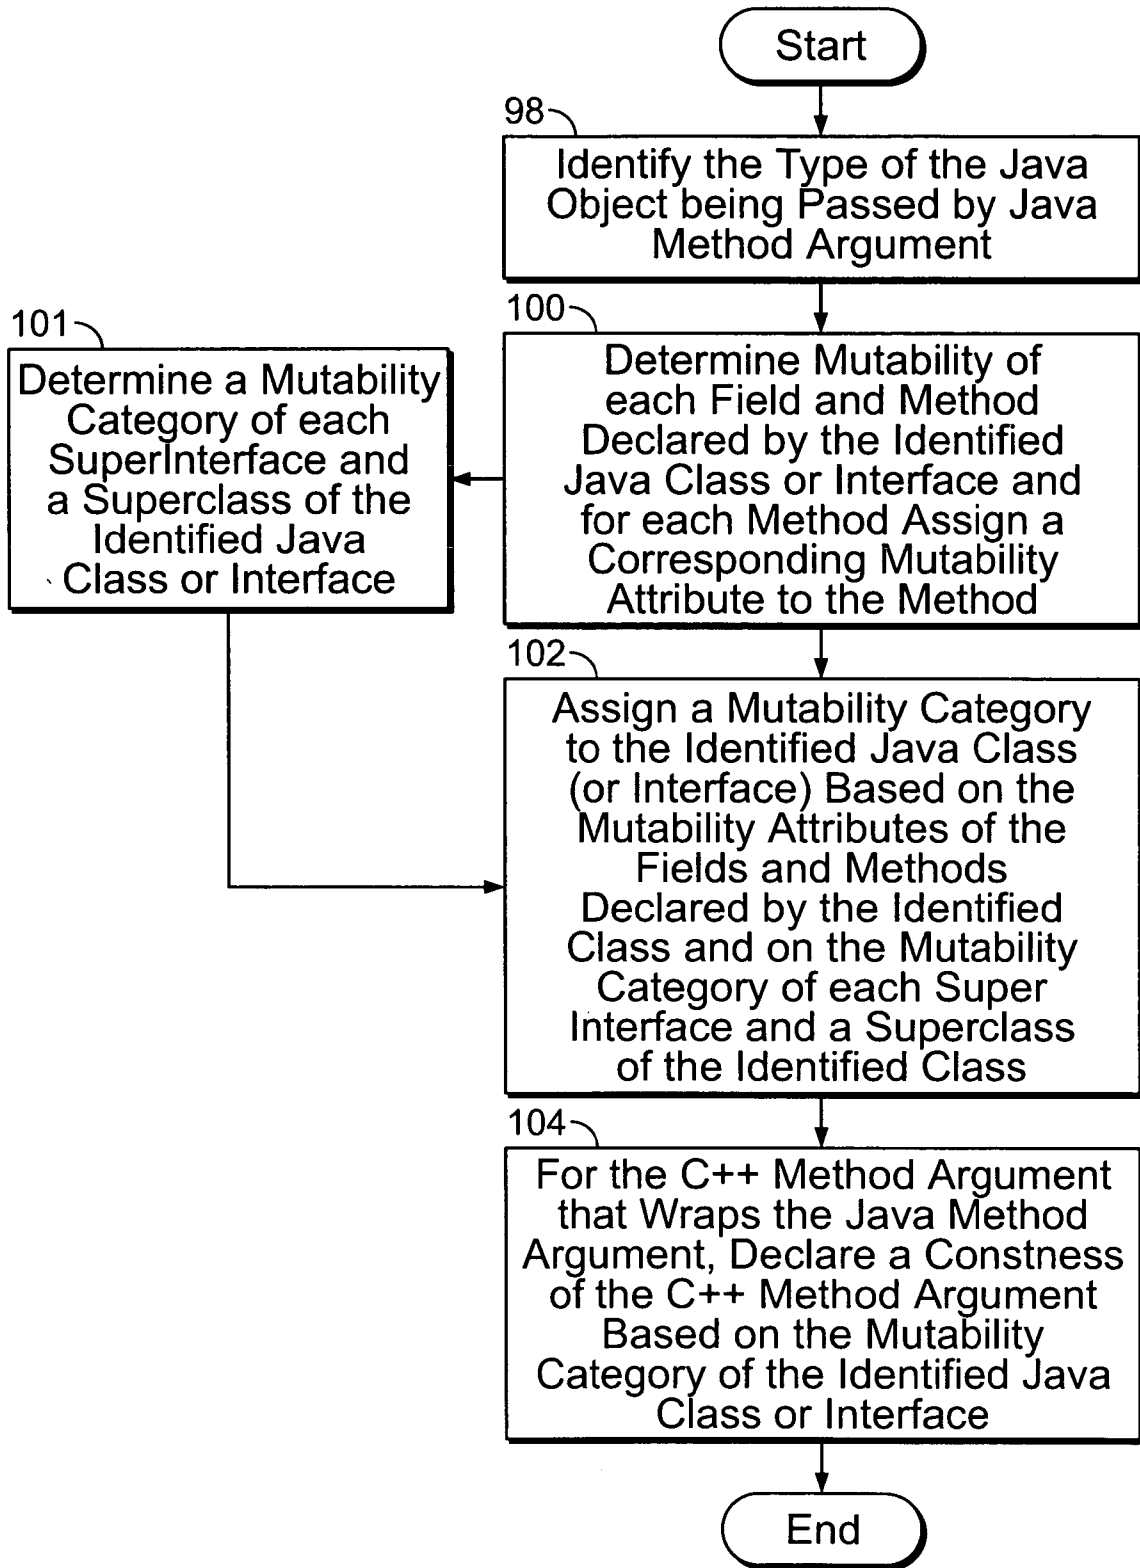 Start
98
Identify the Type of the Java
Object being Passed by Java
Method Argument
100
Determine Mutability of
each Field and Method
Declared by the Identified
Java Class or Interface and
for each Method Assign a
Corresponding Mutability
Attribute to the Method
101
Determine a Mutability
Category of each
SuperInterface and
a Superclass of the
Identified Java
Class or Interface
102
Assign a Mutability Category
to the Identified Java Class
(or Interface) Based on the
Mutability Attributes of the
Fields and Methods
Declared by the Identified
Class and on the Mutability
Category of each Super
Interface and a Superclass
of the Identified Class
104
For the C++ Method Argument
that Wraps the Java Method
Argument, Declare a Constness
of the C++ Method Argument
Based on the Mutability
Category of the Identified Java
Class or Interface
End